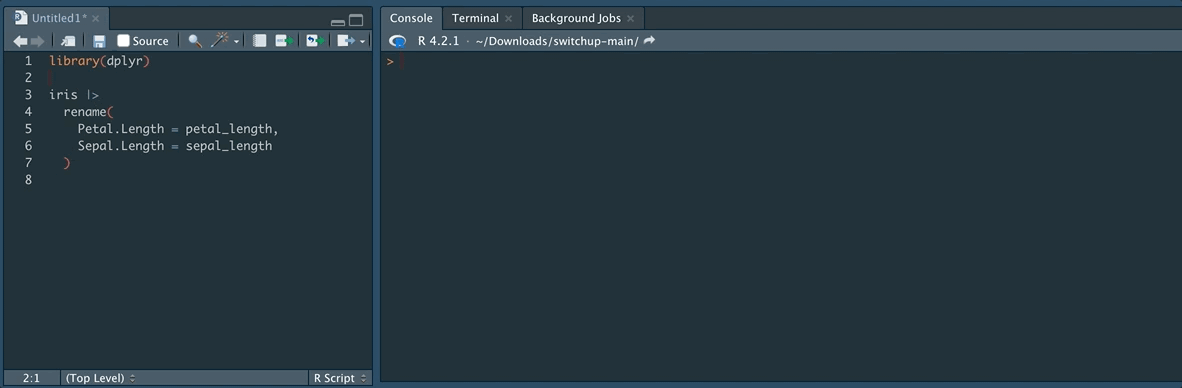 Untitled1*
Source
1 library(dplyr)
2
3 iris |>
4   rename(
5     Petal.Length = petal_length,
6     Sepal.Length = sepal_length
7   )
8
2:1 (Top Level) R Script
Console Terminal Background Jobs
R 4.2.1 · ~/Downloads/switchup-main/
>